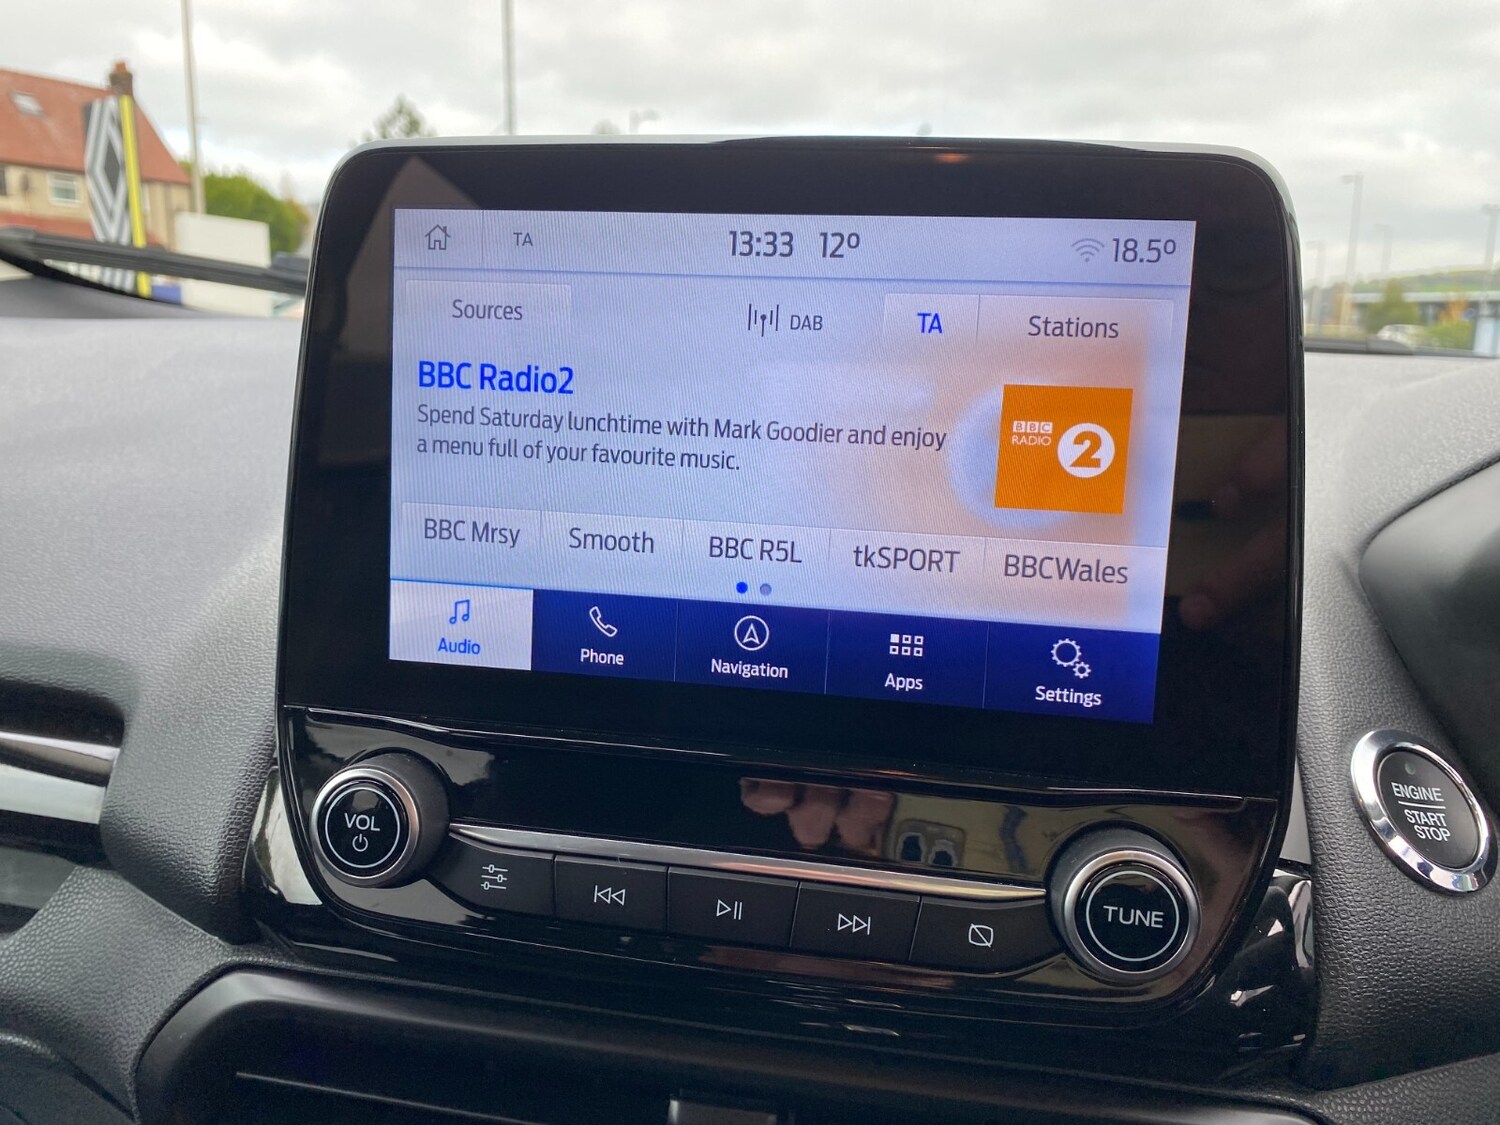 TA
13:33 12º
18.5º
Sources
DAB
TA
Stations
BBC Radio2
Spend Saturday lunchtime with Mark Goodier and enjoy
a menu full of your favourite music.
BBC
RADIO
2
BBC Mrsy
Smooth
BBC R5L
tkSPORT
BBCWales
Audio
Phone
Navigation
Apps
Settings
VOL
TUNE
ENGINE
START
STOP